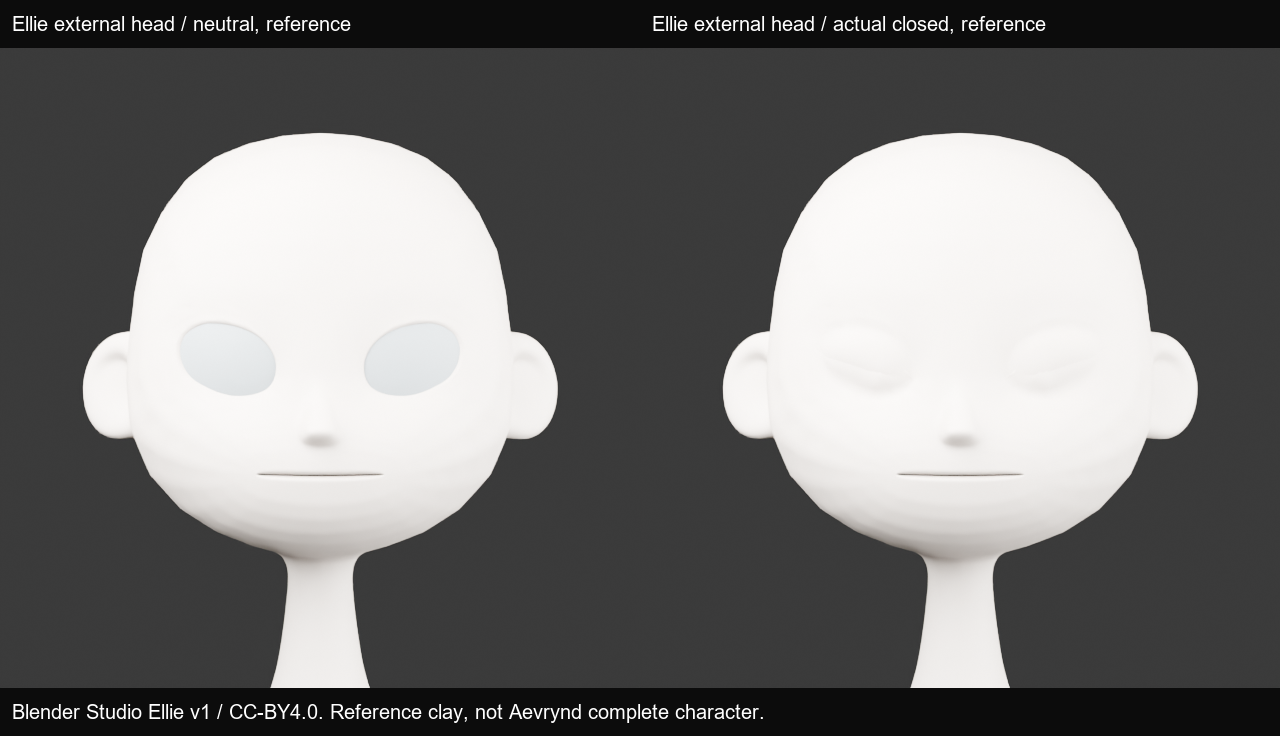 Ellie external head / neutral, reference
Ellie external head / actual closed, reference
Blender Studio Ellie v1 / CC-BY4.0. Reference clay, not Aevrynd complete character.